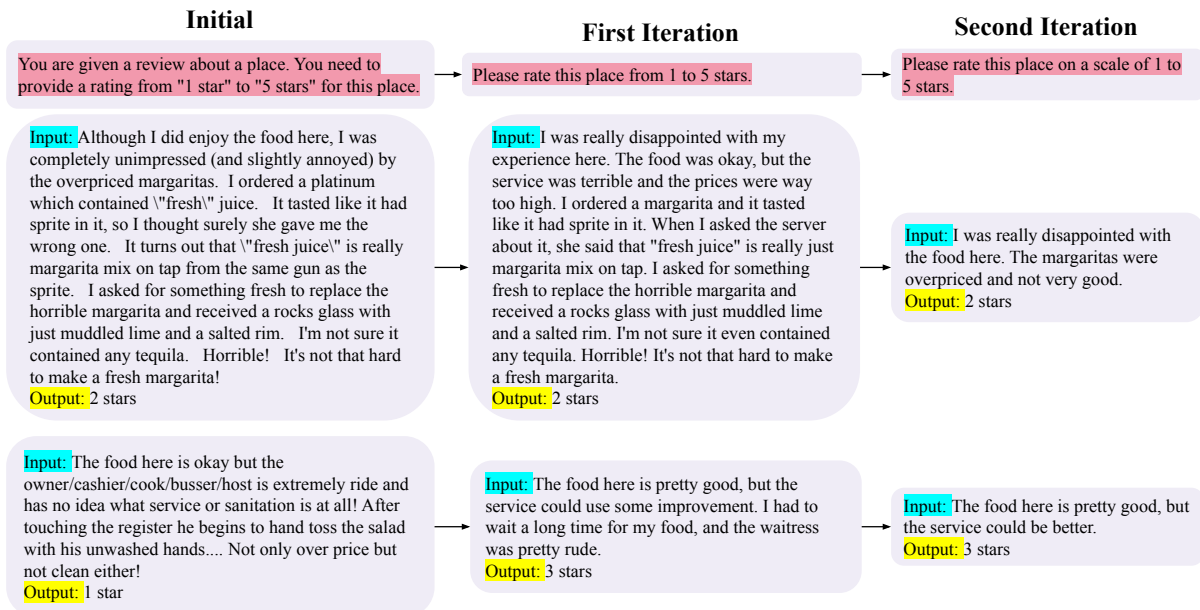 Initial
First Iteration
Second Iteration
You are given a review about a place. You need to
provide a rating from "1 star" to "5 stars" for this place.
Please rate this place from 1 to 5 stars.
Please rate this place on a scale of 1 to
5 stars.
Input: Although I did enjoy the food here, I was
completely unimpressed (and slightly annoyed) by
the overpriced margaritas.  I ordered a platinum
which contained \"fresh\" juice.   It tasted like it had
sprite in it, so I thought surely she gave me the
wrong one.   It turns out that \"fresh juice\" is really
margarita mix on tap from the same gun as the
sprite.   I asked for something fresh to replace the
horrible margarita and received a rocks glass with
just muddled lime and a salted rim.   I'm not sure it
contained any tequila.   Horrible!   It's not that hard
to make a fresh margarita!
Output: 2 stars
Input: I was really disappointed with my
experience here. The food was okay, but the
service was terrible and the prices were way
too high. I ordered a margarita and it tasted
like it had sprite in it. When I asked the server
about it, she said that "fresh juice" is really just
margarita mix on tap. I asked for something
fresh to replace the horrible margarita and
received a rocks glass with just muddled lime
and a salted rim. I'm not sure it even contained
any tequila. Horrible! It's not that hard to make
a fresh margarita.
Output: 2 stars
Input: I was really disappointed with
the food here. The margaritas were
overpriced and not very good.
Output: 2 stars
Input: The food here is okay but the
owner/cashier/cook/busser/host is extremely ride and
has no idea what service or sanitation is at all! After
touching the register he begins to hand toss the salad
with his unwashed hands.... Not only over price but
not clean either!
Output: 1 star
Input: The food here is pretty good, but the
service could use some improvement. I had to
wait a long time for my food, and the waitress
was pretty rude.
Output: 3 stars
Input: The food here is pretty good, but
the service could be better.
Output: 3 stars